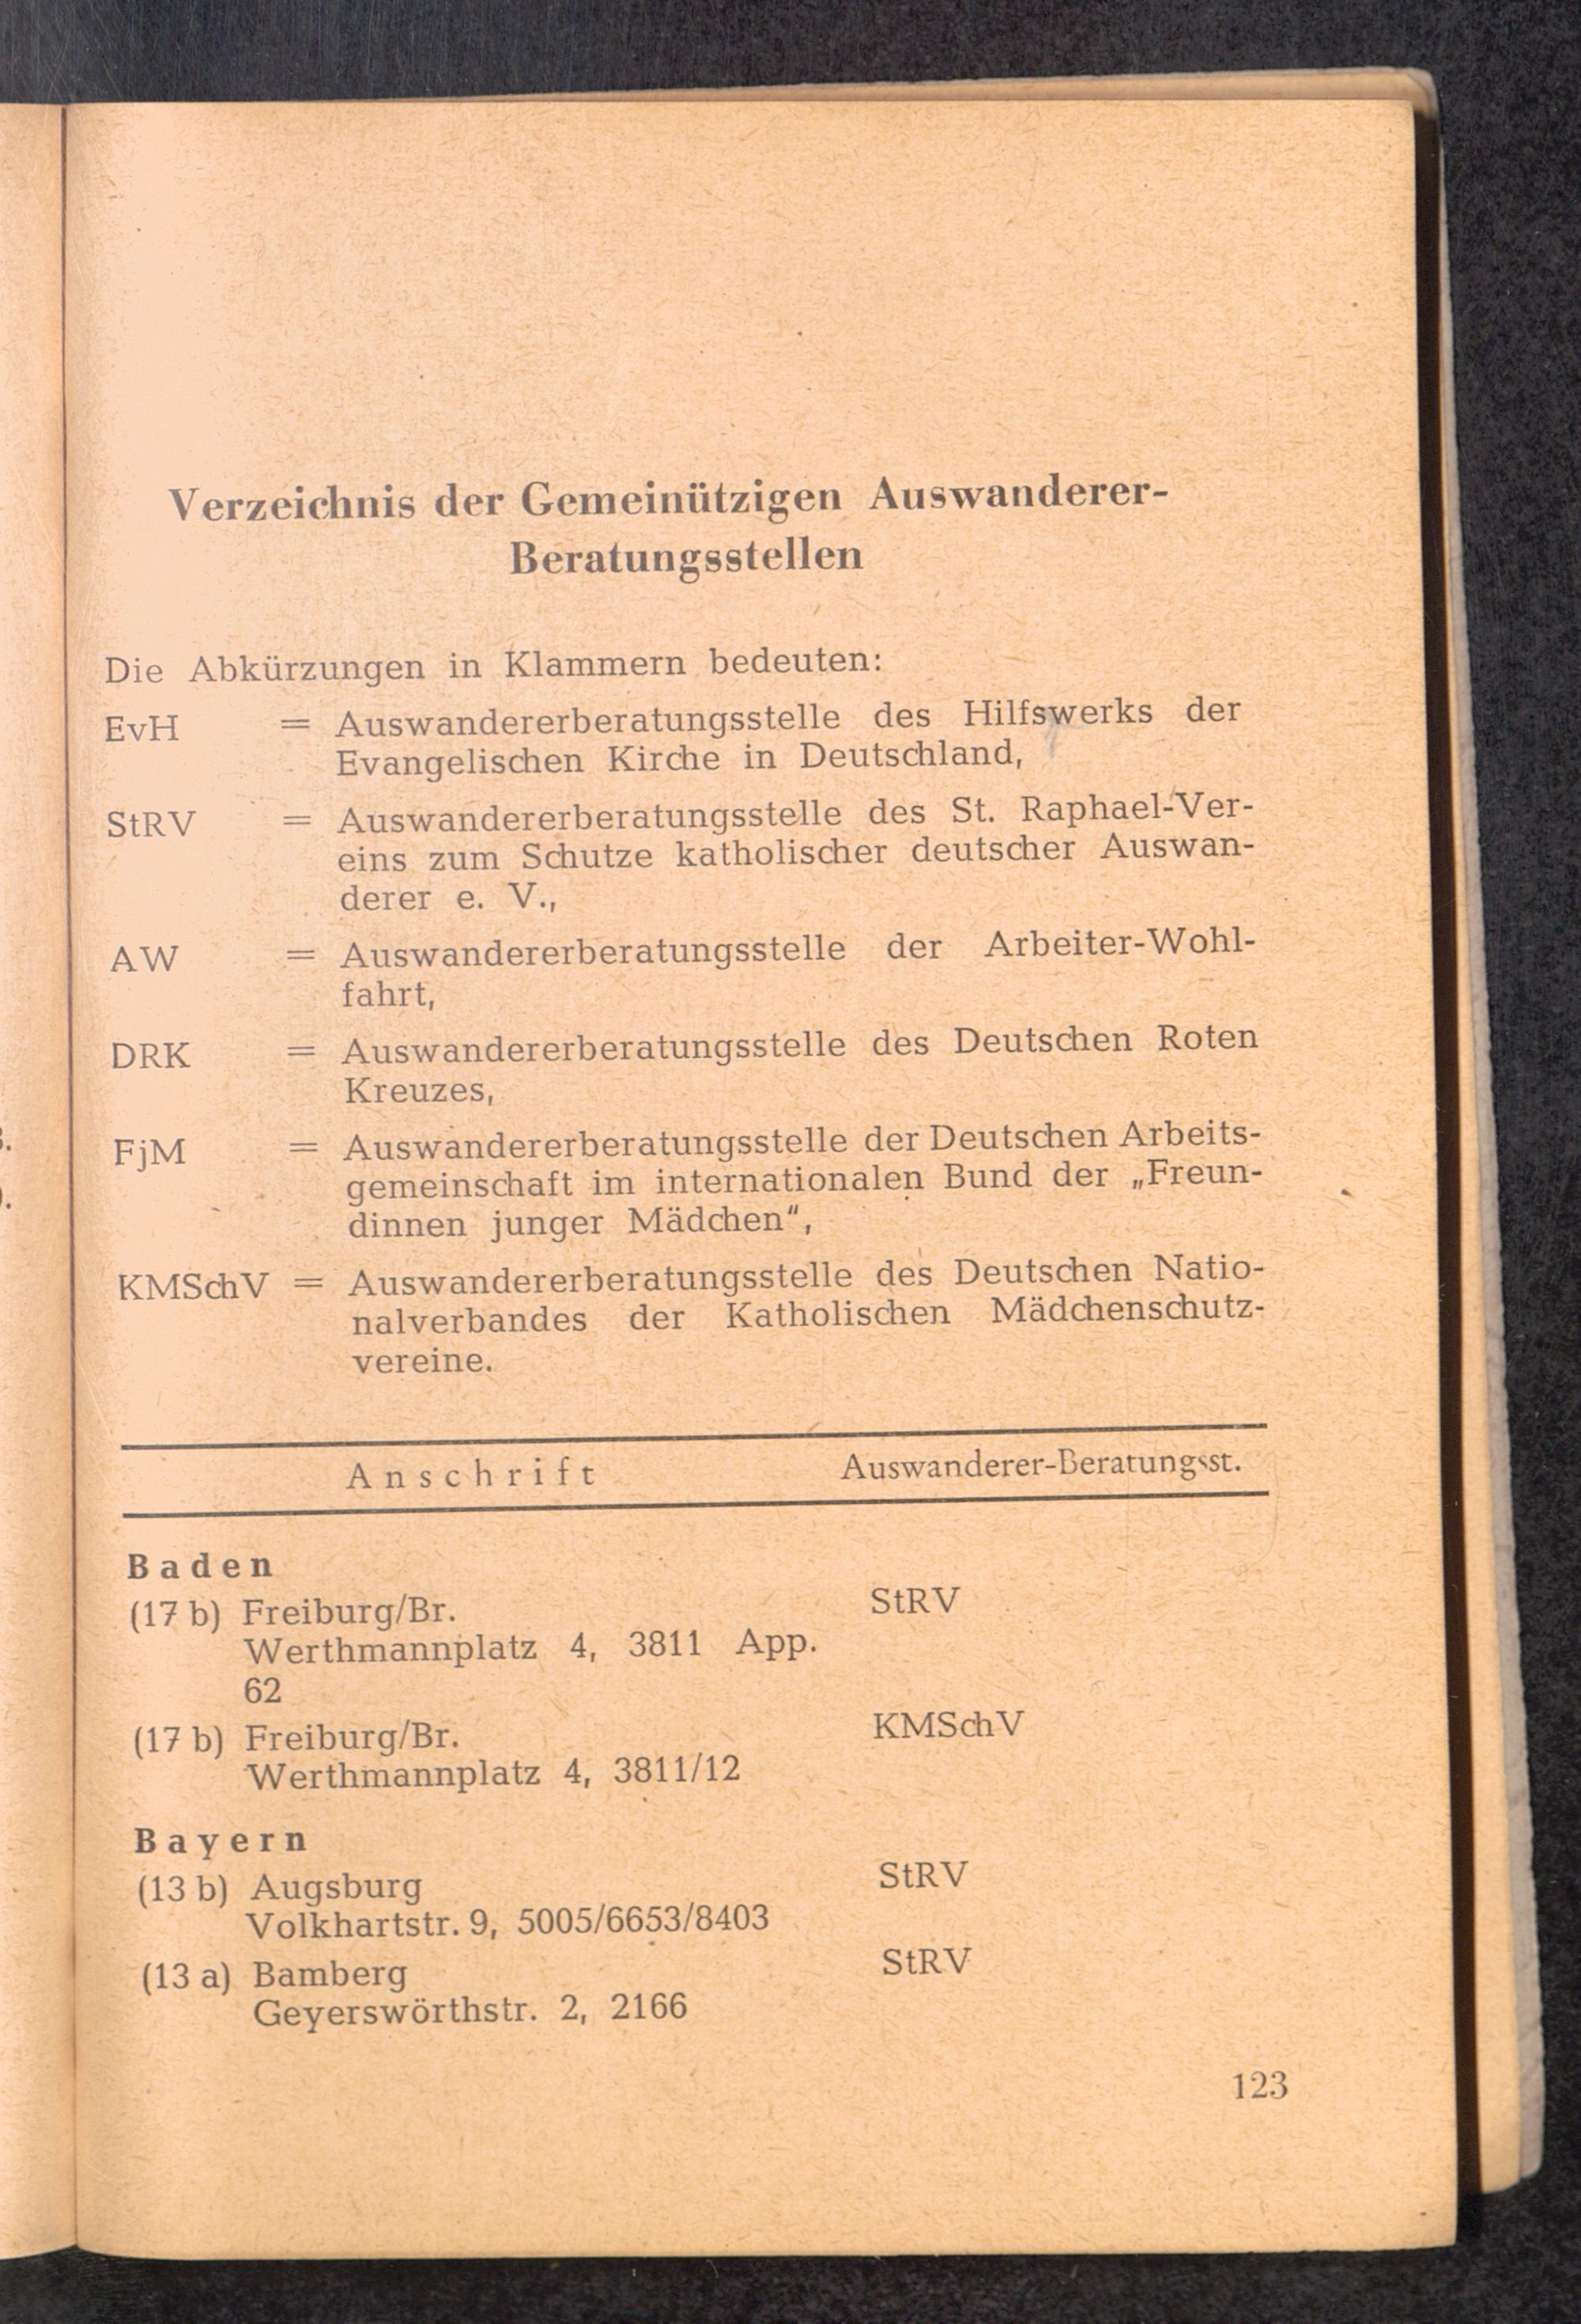 Verzeichnis der Gemeinützigen Auswanderer-
Beratungsstellen
Die Abkürzungen in Klammern bedeuten:
EvH = Auswandererberatungsstelle des Hilfswerks der
Evangelischen Kirche in Deutschland,
StRV = Auswandererberatungsstelle des St. Raphael-Ver-
eins zum Schutze katholischer deutscher Auswan-
derer e. V.,
AW = Auswandererberatungsstelle der Arbeiter-Wohl-
fahrt,
DRK = Auswandererberatungsstelle des Deutschen Roten
Kreuzes,
FjM = Auswandererberatungsstelle der Deutschen Arbeits-
gemeinschaft im internationalen Bund der „Freun-
dinnen junger Mädchen“,
KMSchV = Auswandererberatungsstelle des Deutschen Natio-
nalverbandes der Katholischen Mädchenschutz-
vereine.
Anschrift Auswanderer-Beratungsst.
Baden
(17 b) Freiburg/Br. StRV
Werthmannplatz 4, 3811 App.
62
(17 b) Freiburg/Br. KMSchV
Werthmannplatz 4, 3811/12
Bayern
(13 b) Augsburg StRV
Volkhartstr. 9, 5005/6653/8403
(13 a) Bamberg StRV
Geyerswörthstr. 2, 2166
123